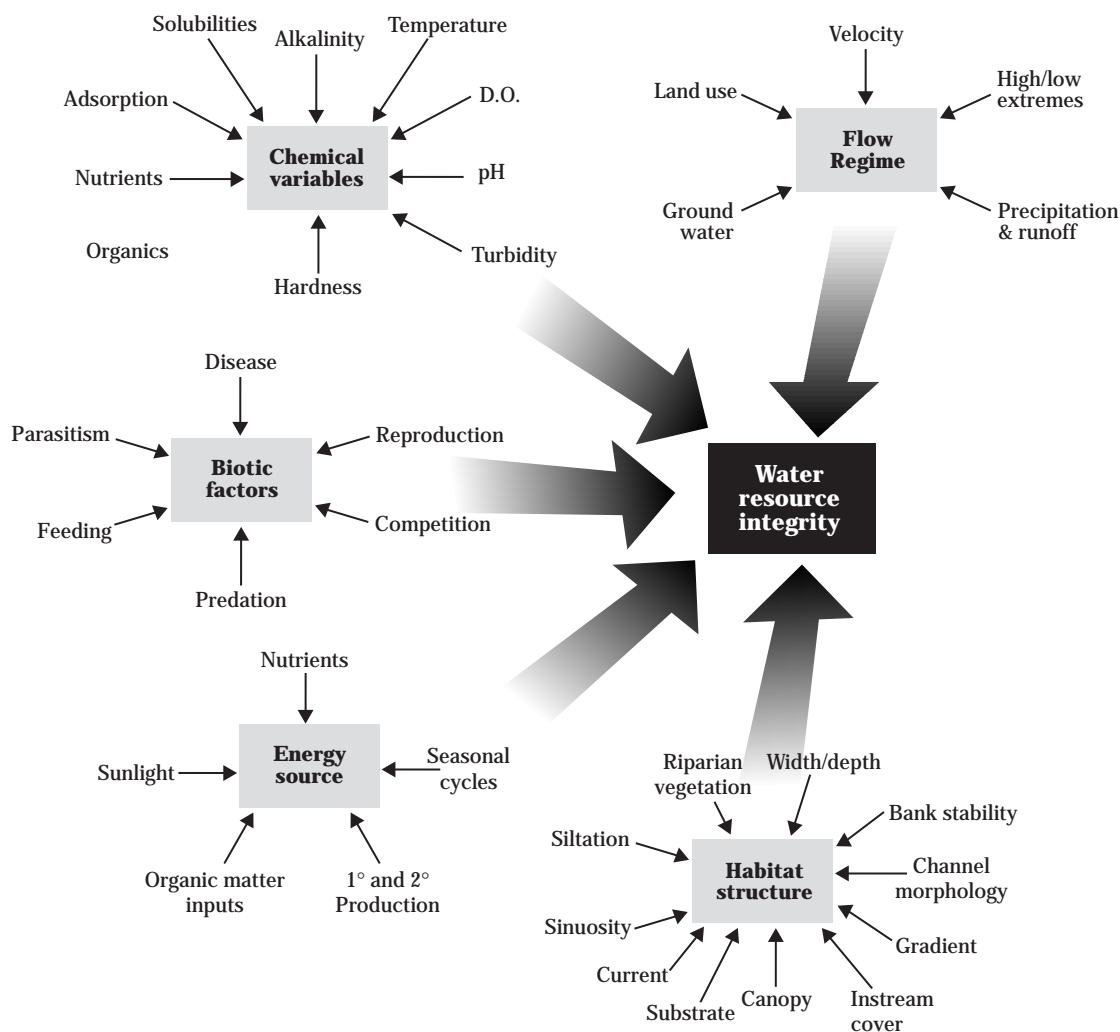 Solubilities
Alkalinity
Temperature
Adsorption
D.O.
Chemical
variables
Nutrients
pH
Organics
Turbidity
Hardness
Velocity
Land use
High/low
extremes
Flow
Regime
Ground
water
Precipitation
& runoff
Disease
Parasitism
Reproduction
Biotic
factors
Feeding
Competition
Predation
Water
resource
integrity
Nutrients
Sunlight
Energy
source
Seasonal
cycles
Organic matter
inputs
1° and 2°
Production
Riparian
vegetation
Width/depth
Siltation
Bank stability
Habitat
structure
Channel
morphology
Sinuosity
Gradient
Current
Substrate
Canopy
Instream
cover